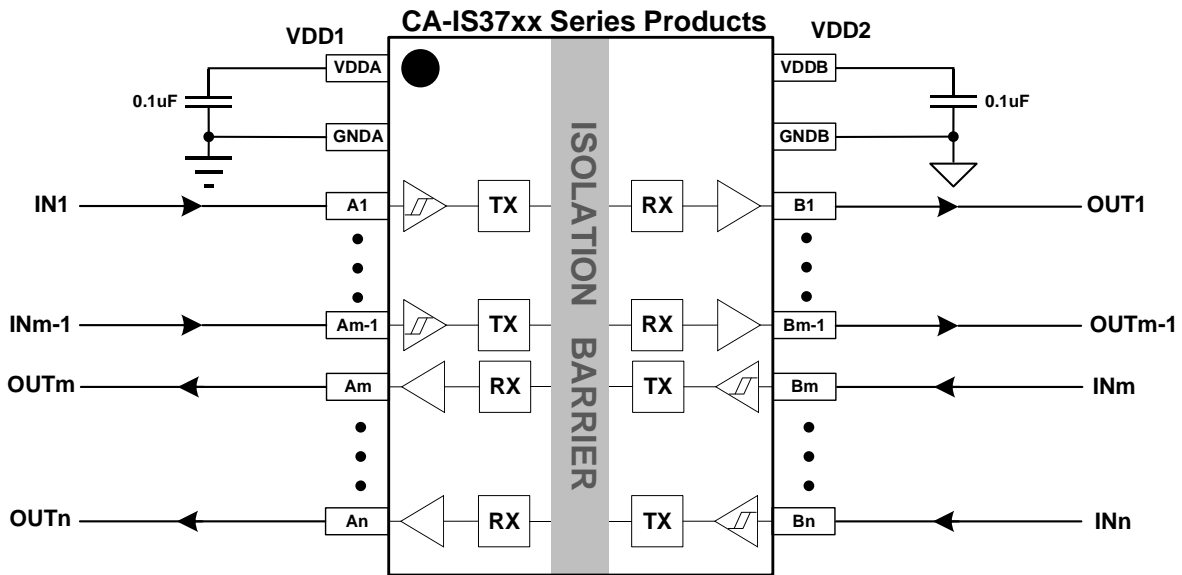 CA-IS37xx Series Products
VDD1
VDD2
VDDA
VDDB
0.1uF
0.1uF
GNDA
GNDB
ISOLATION BARRIER
IN1
A1
TX
RX
B1
OUT1
INm-1
Am-1
TX
RX
Bm-1
OUTm-1
OUTm
Am
RX
TX
Bm
INm
OUTn
An
RX
TX
Bn
INn